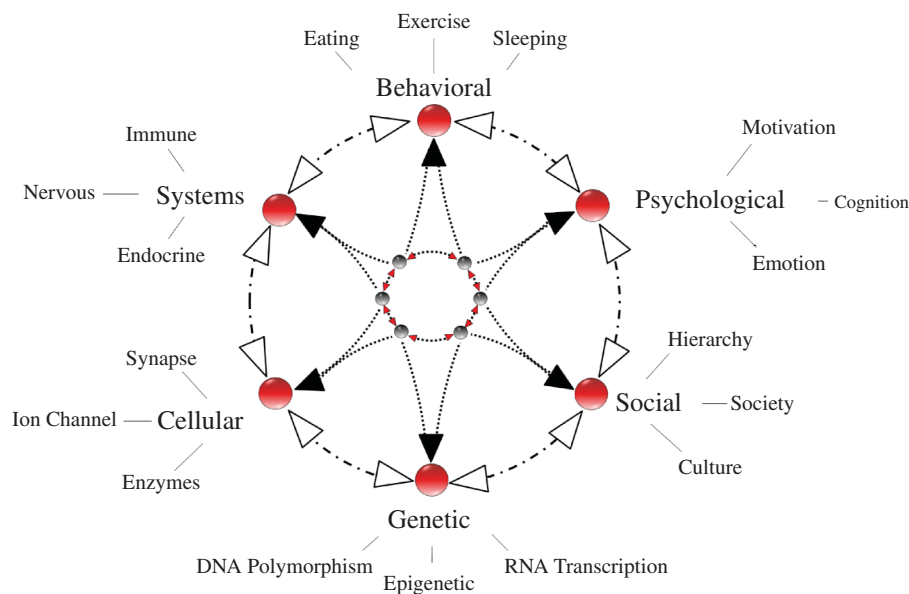 Exercise
Eating
Sleeping
Behavioral
Immune
Nervous
Systems
Endocrine
Motivation
Psychological
Cognition
Emotion
Synapse
Ion Channel
Cellular
Enzymes
Hierarchy
Social
Society
Culture
Genetic
DNA Polymorphism
Epigenetic
RNA Transcription